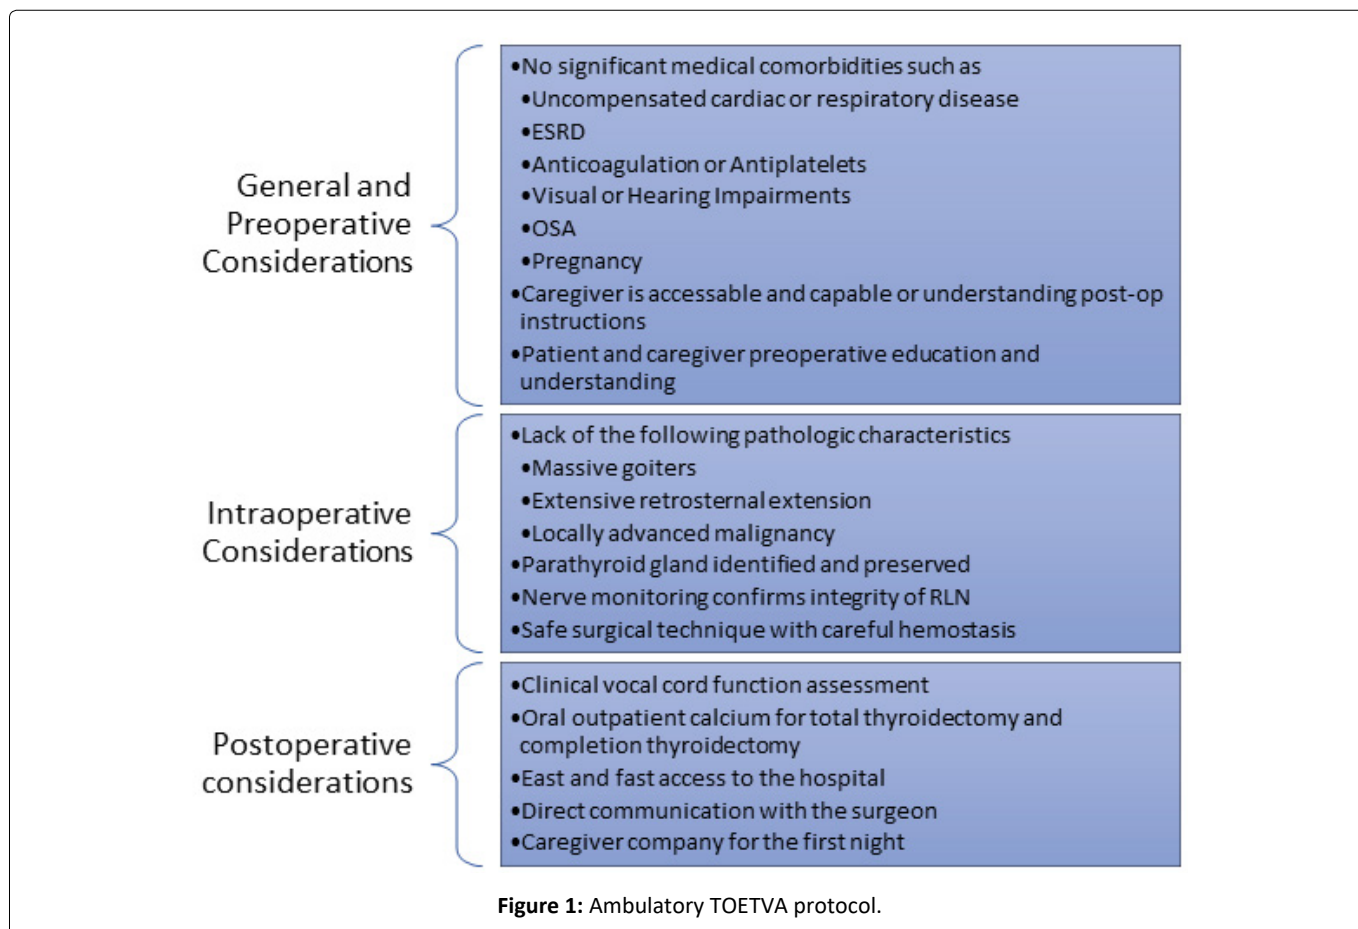 General and
Preoperative
Considerations
•No significant medical comorbidities such as
•Uncompensated cardiac or respiratory disease
•ESRD
•Anticoagulation or Antiplatelets
•Visual or Hearing Impairments
•OSA
•Pregnancy
•Caregiver is accessable and capable or understanding post-op
instructions
•Patient and caregiver preoperative education and
understanding
Intraoperative
Considerations
•Lack of the following pathologic characteristics
•Massive goiters
•Extensive retrosternal extension
•Locally advanced malignancy
•Parathyroid gland identified and preserved
•Nerve monitoring confirms integrity of RLN
•Safe surgical technique with careful hemostasis
Postoperative
considerations
•Clinical vocal cord function assessment
•Oral outpatient calcium for total thyroidectomy and
completion thyroidectomy
•East and fast access to the hospital
•Direct communication with the surgeon
•Caregiver company for the first night
Figure 1: Ambulatory TOETVA protocol.